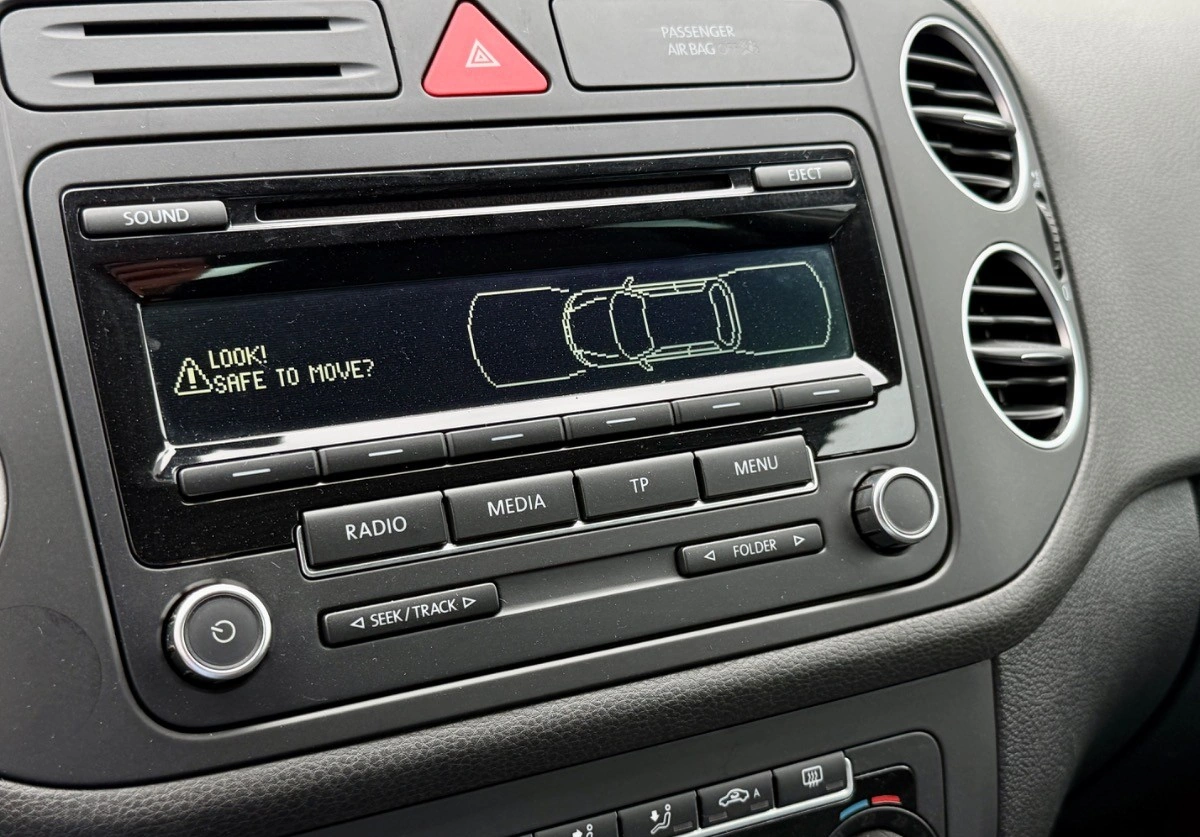 PASSENGER
AIR BAG
EJECT
SOUND
LOOK!
SAFE TO MOVE?
RADIO
MEDIA
TP
MENU
FOLDER
SEEK/TRACK
A